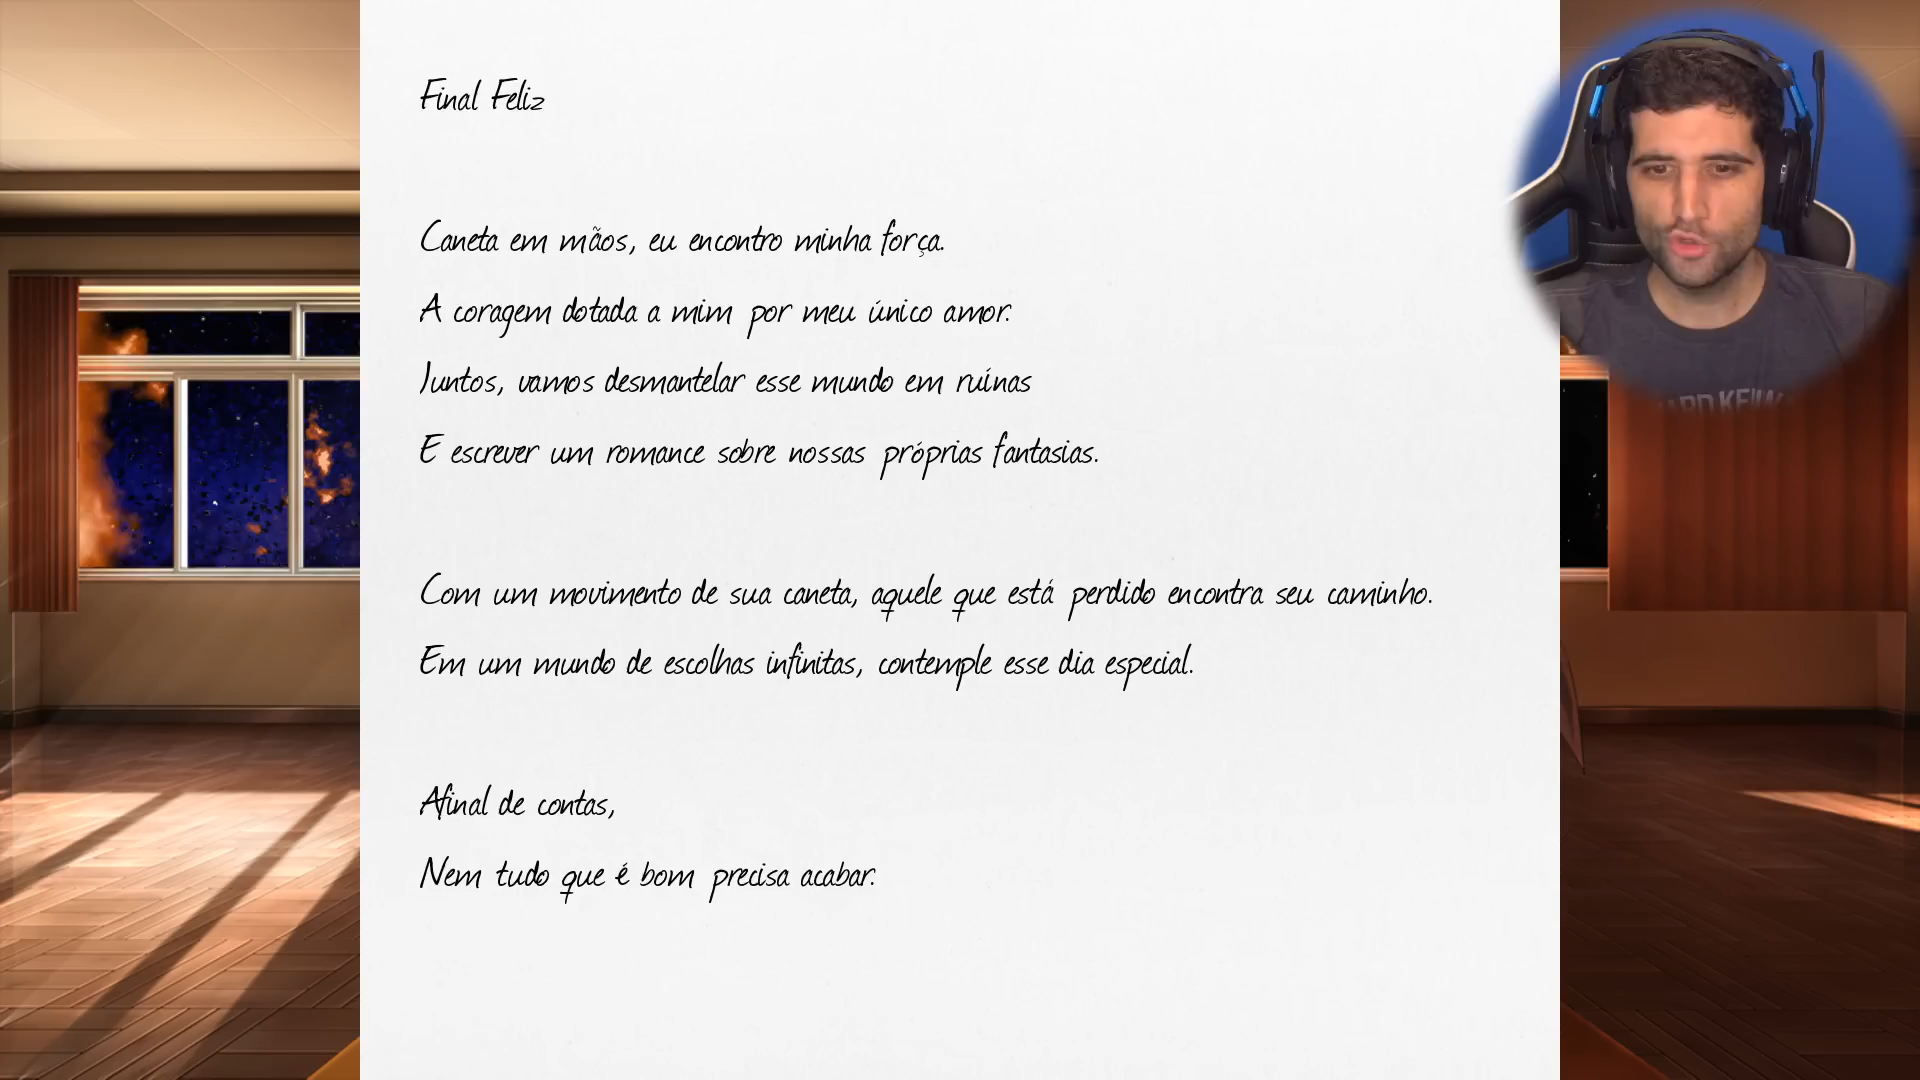 Final Feliz
Caneta em mãos, eu encontro minha força.
A coragem dotada a mim por meu único amor.
Juntos, vamos desmantelar esse mundo em ruínas
E escrever um romance sobre nossas próprias fantasias.
Com um movimento de sua caneta, aquele que está perdido encontra seu caminho.
Em um mundo de escolhas infinitas, contemple esse dia especial.
Afinal de contas,
Nem tudo que é bom precisa acabar.